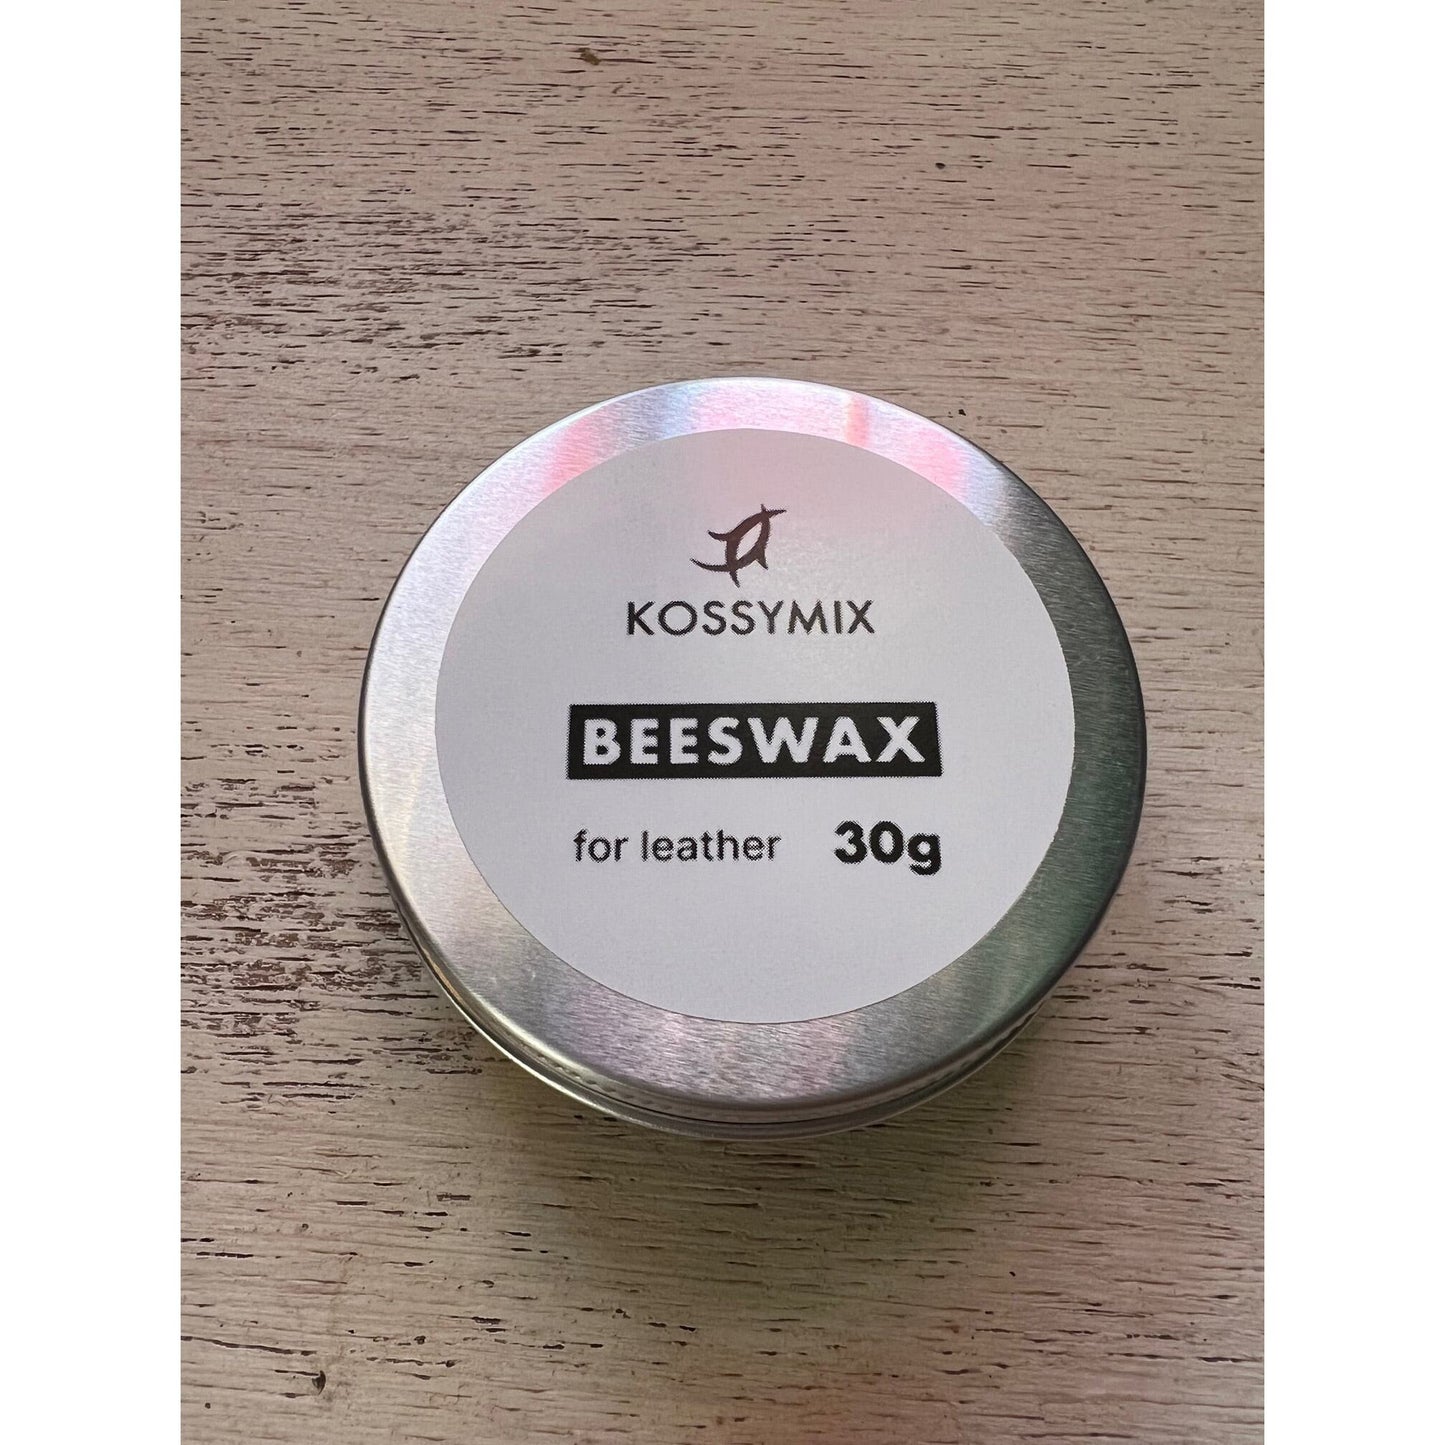 KOSSYMIX
BEESWAX
for leather 30g